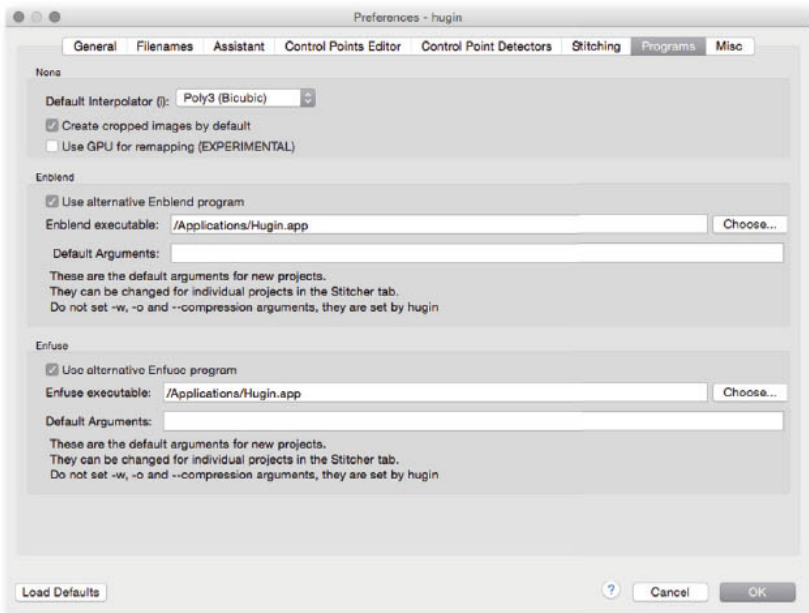 Preferences - hugin
General Filenames Assistant Control Points Editor Control Point Detectors Stitching Programs Misc
Nona
Default Interpolator (i): Poly3 (Bicubic)
Create cropped images by default
Use GPU for remapping (EXPERIMENTAL)
Enblend
Use alternative Enblend program
Enblend executable: /Applications/Hugin.app Choose...
Default Arguments:
These are the default arguments for new projects.
They can be changed for individual projects in the Stitcher tab.
Do not set -w, -o and --compression arguments, they are set by hugin
Enfuse
Use alternative Enfuse program
Enfuse executable: /Applications/Hugin.app Choose...
Default Arguments:
These are the default arguments for new projects.
They can be changed for individual projects in the Stitcher tab.
Do not set -w, -o and --compression arguments, they are set by hugin
Load Defaults ? Cancel OK